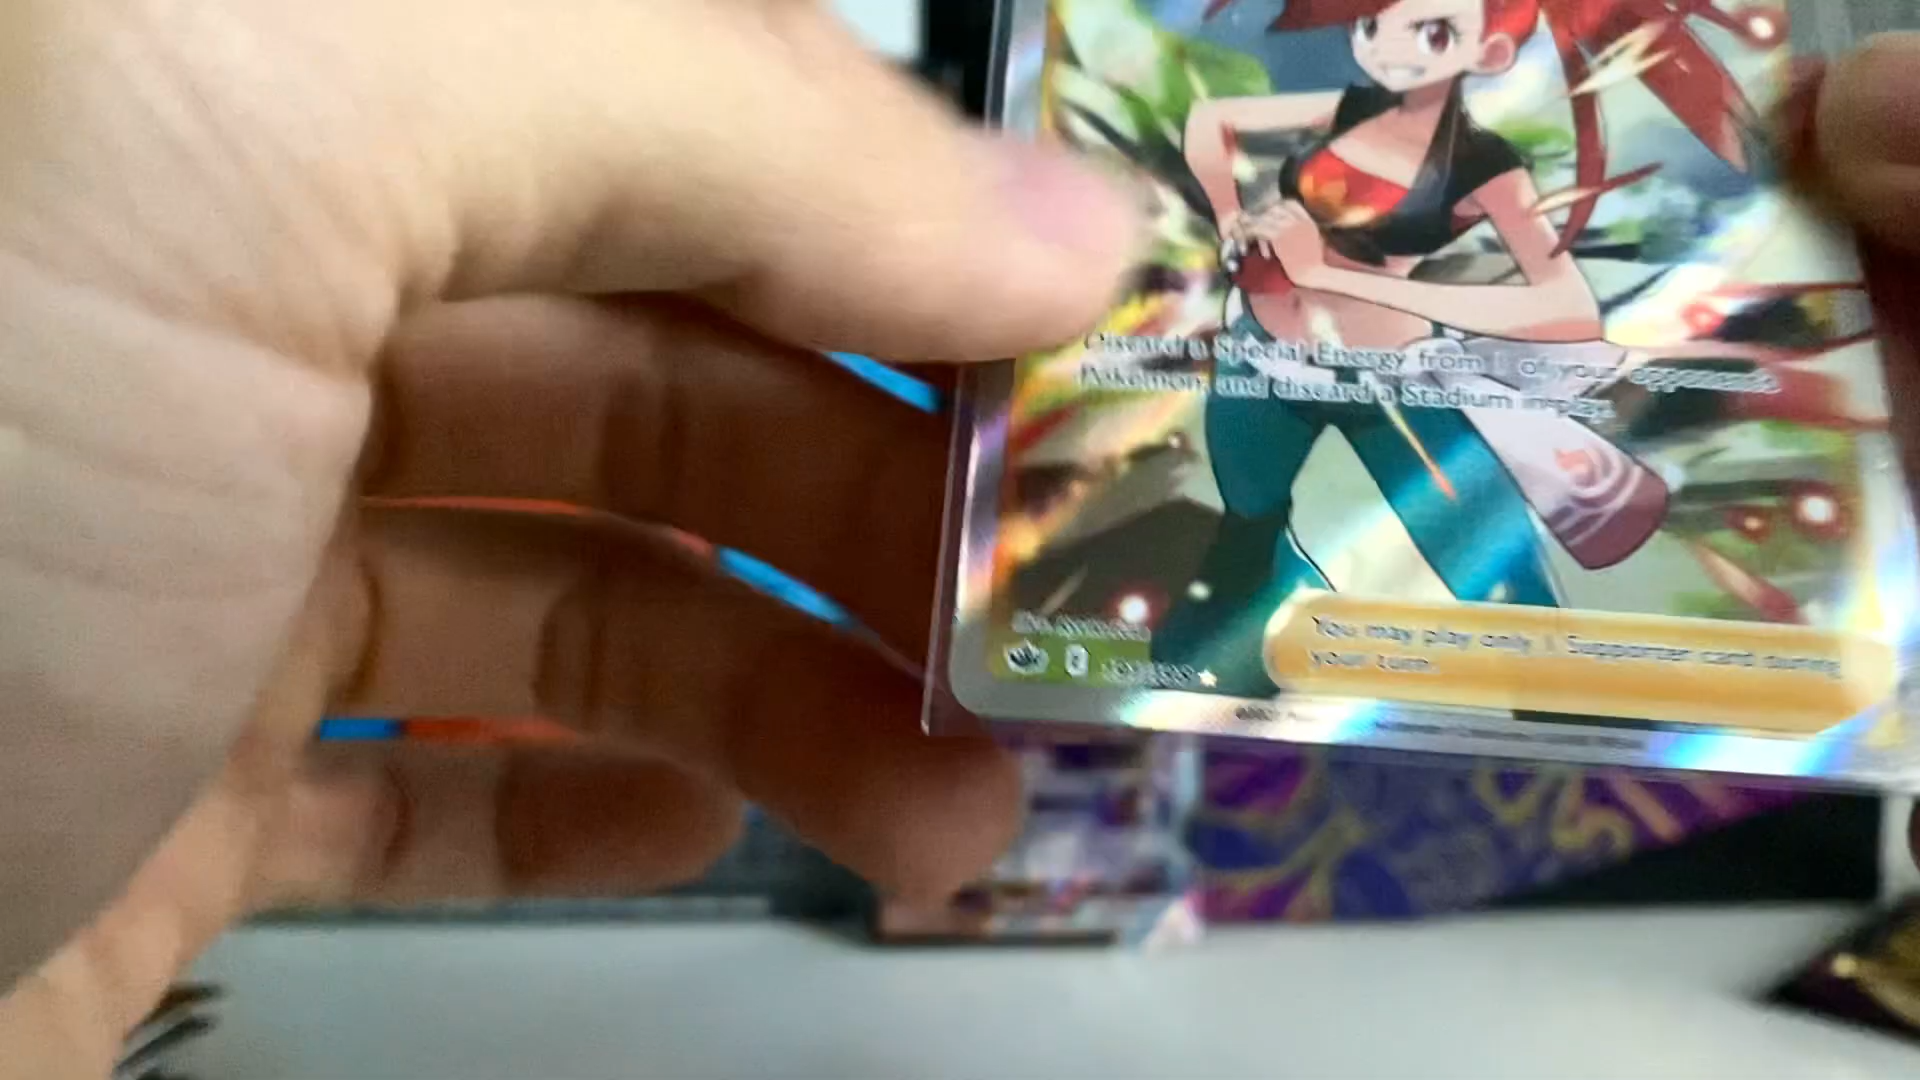 Discard a Special Energy from 1 of your opponent's
Pokémon, and discard a Stadium in play.
You may play only 1 Supporter card during
your turn.